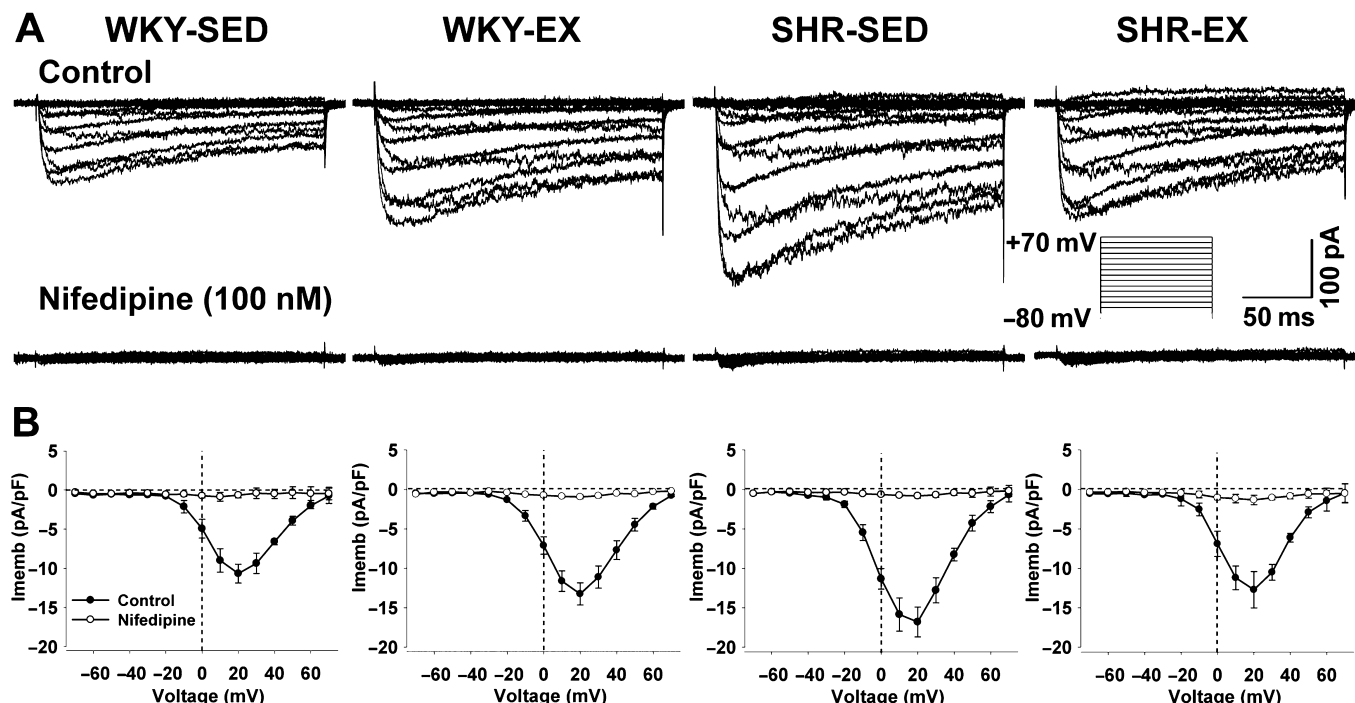 A
WKY-SED WKY-EX SHR-SED SHR-EX
Control
+70 mV
−80 mV
100 pA
50 ms
Nifedipine (100 nM)
B
5 5 5 5
0 0 0 0
−5 −5 −5 −5
−10 −10 −10 −10
−15 −15 −15 −15
−20 −20 −20 −20
Imemb (pA/pF) Imemb (pA/pF) Imemb (pA/pF) Imemb (pA/pF)
Control
Nifedipine
−60 −40 −20 0 20 40 60 −60 −40 −20 0 20 40 60 −60 −40 −20 0 20 40 60 −60 −40 −20 0 20 40 60
Voltage (mV) Voltage (mV) Voltage (mV) Voltage (mV)